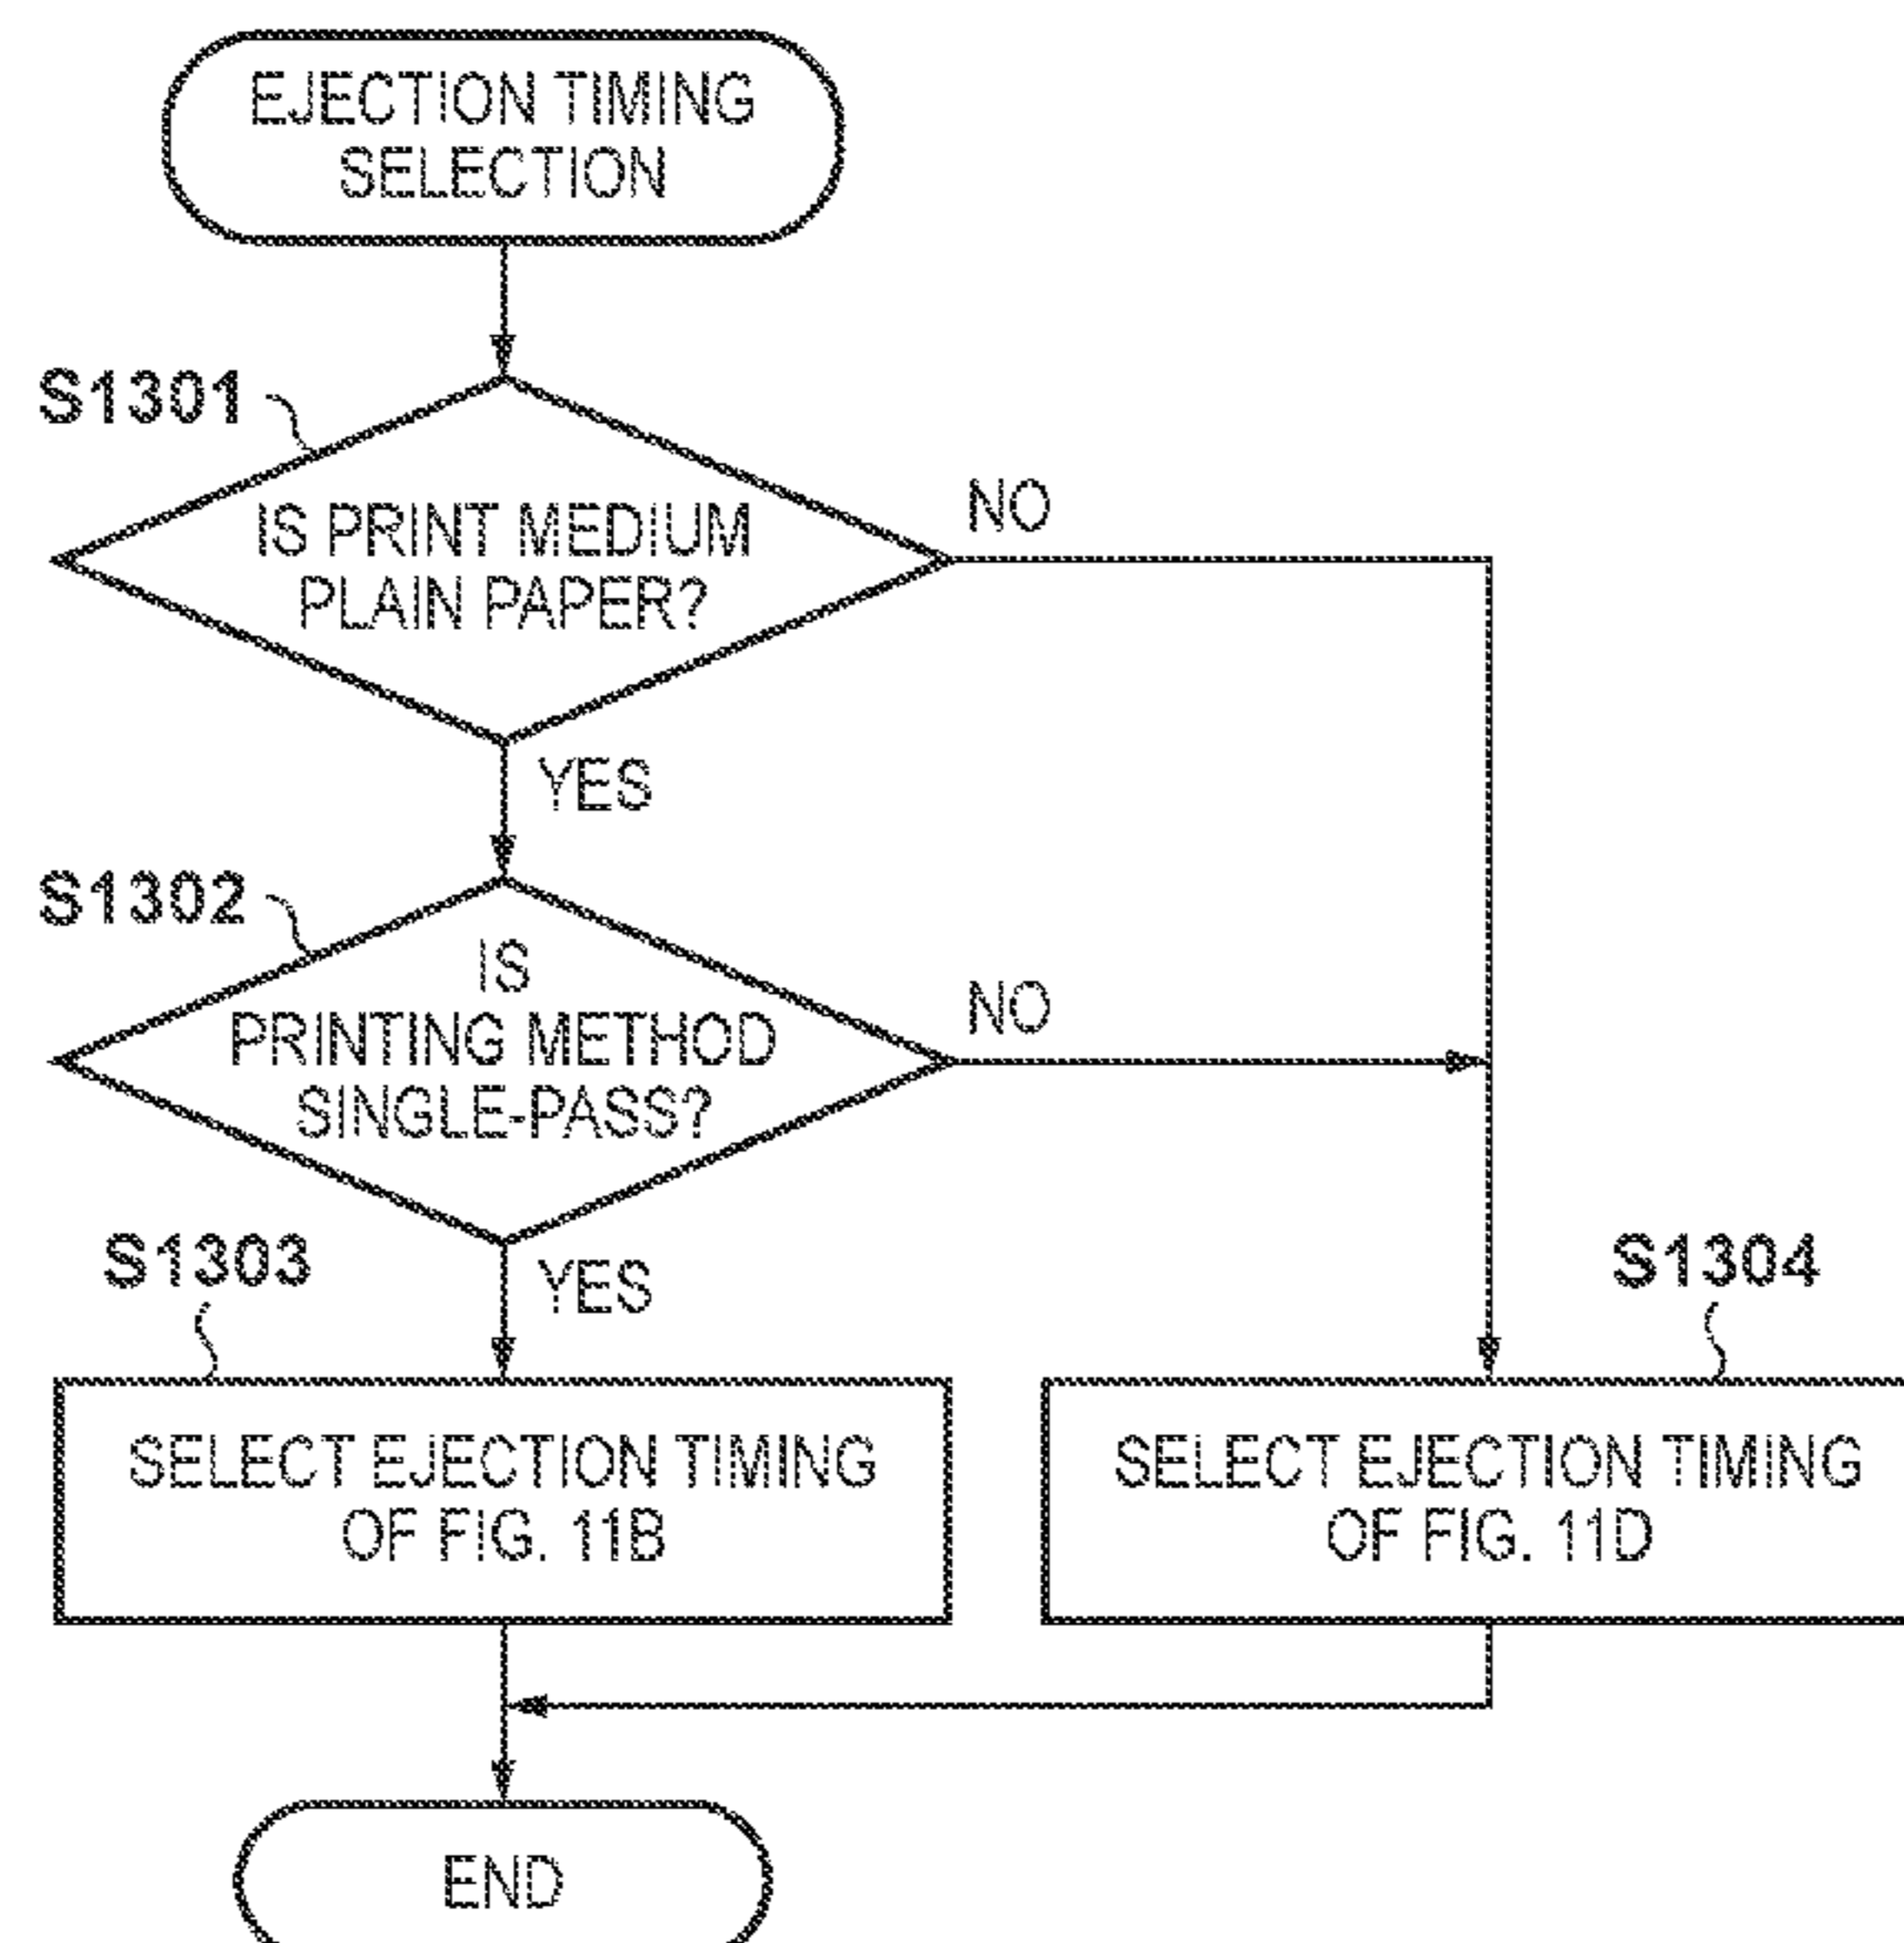 EJECTION TIMING
SELECTION
S1301
IS PRINT MEDIUM
PLAIN PAPER?
NO
YES
S1302
IS
PRINTING METHOD
SINGLE-PASS?
NO
YES
S1303
SELECT EJECTION TIMING
OF FIG. 11B
S1304
SELECT EJECTION TIMING
OF FIG. 11D
END